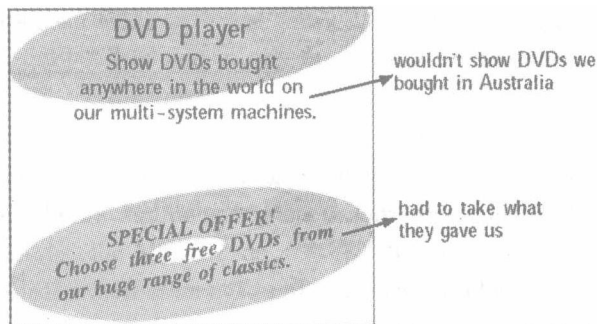 DVD player
Show DVDs bought
anywhere in the world on
our multi-system machines.
wouldn't show DVDs we
bought in Australia
SPECIAL OFFER!
Choose three free DVDs from
our huge range of classics.
had to take what
they gave us